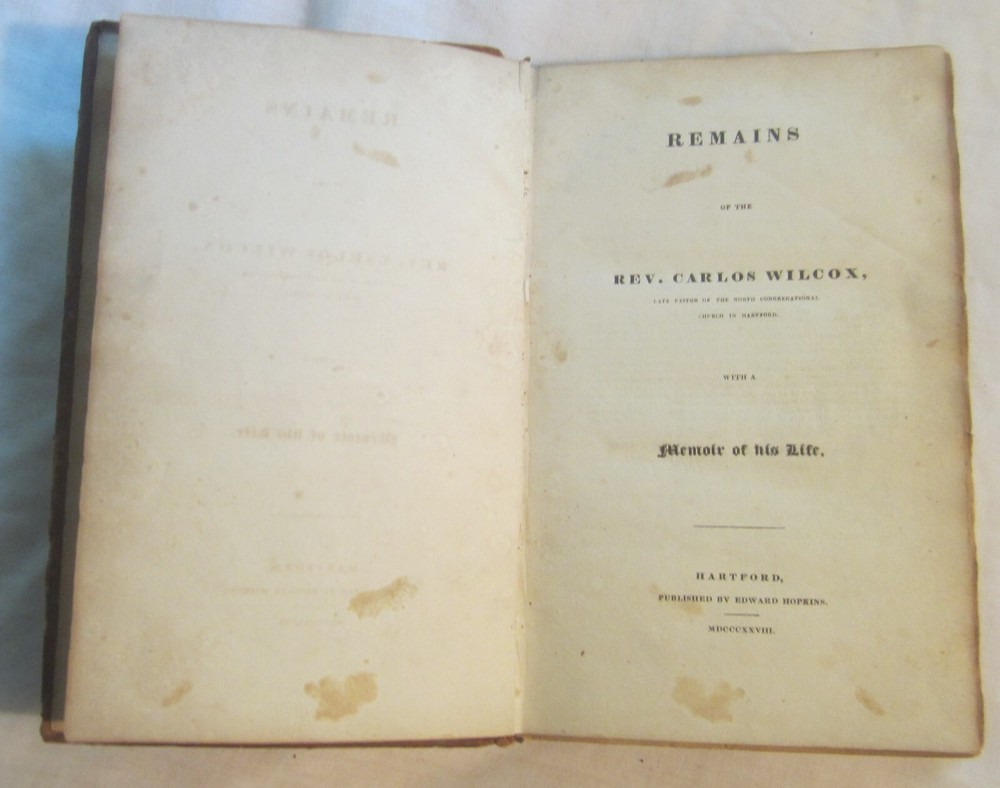 REMAINS
OF THE
REV. CARLOS WILCOX,
LATE PASTOR OF THE NORTH CONGREGATIONAL
CHURCH IN HARTFORD.
WITH A
Memoir of his Life.
HARTFORD,
PUBLISHED BY EDWARD HOPKINS.
MDCCCXXVIII.